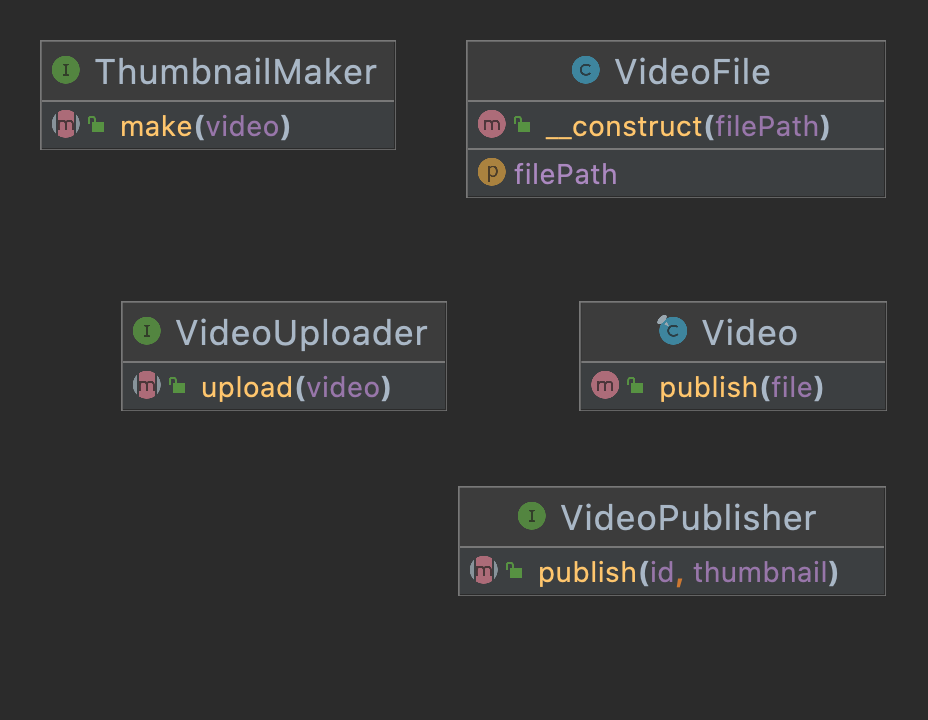 ThumbnailMaker
make(video)
VideoFile
__construct(filePath)
filePath
VideoUploader
upload(video)
Video
publish(file)
VideoPublisher
publish(id, thumbnail)